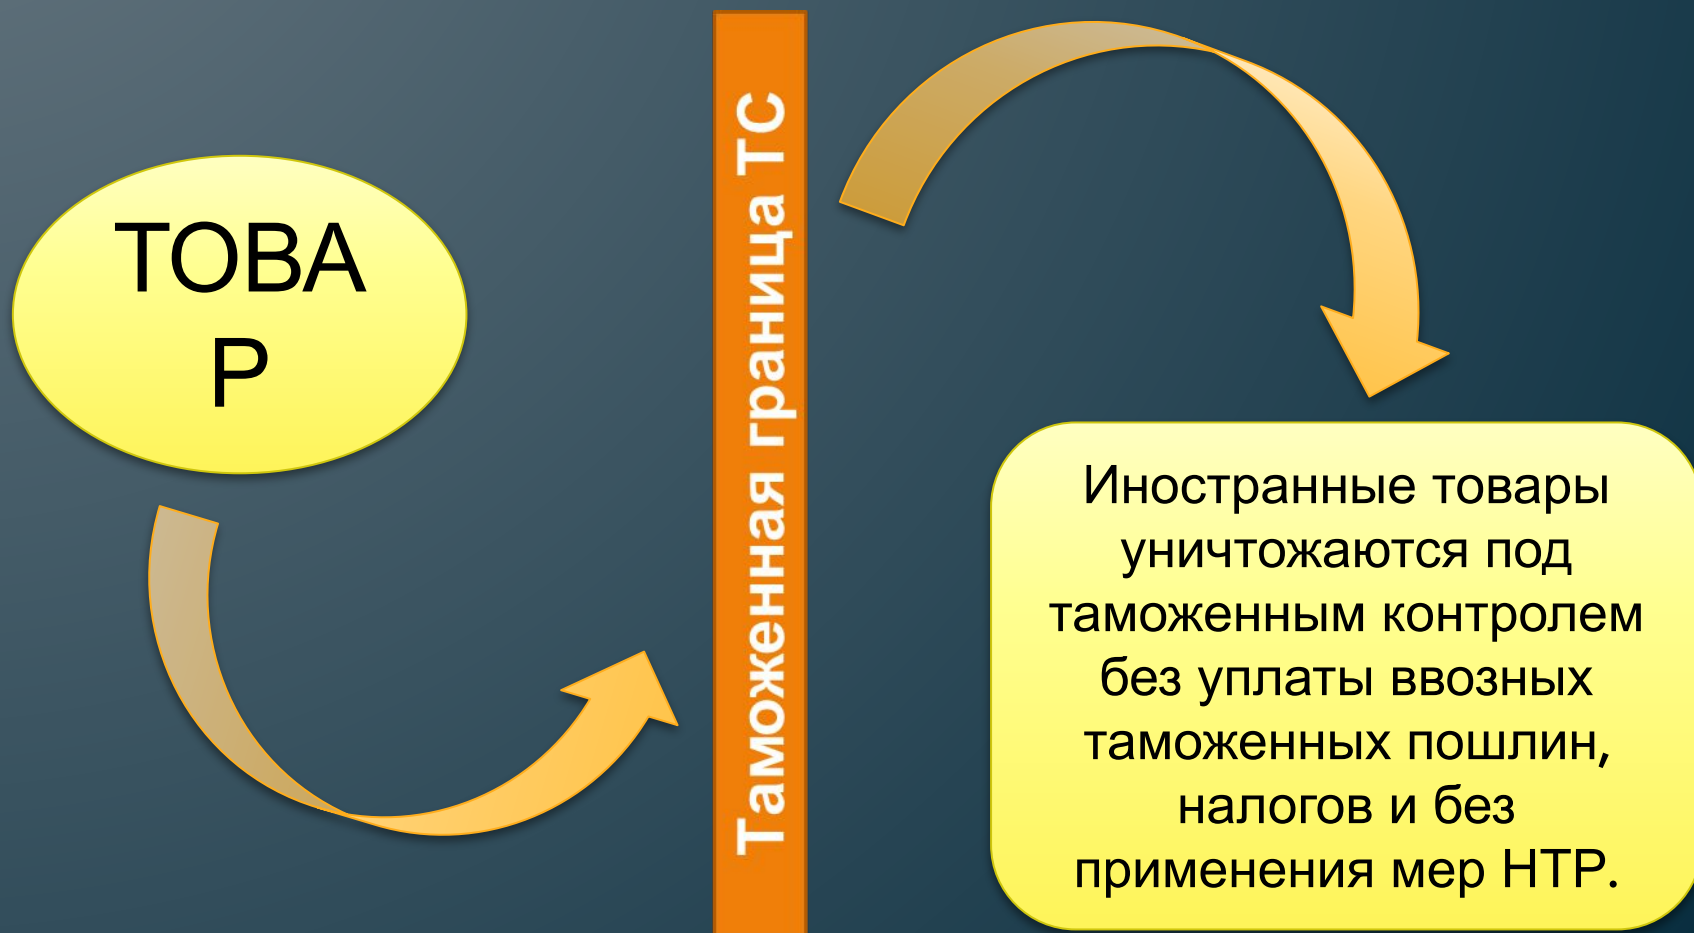 ТОВА
Р
Таможенная граница ТС
Иностранные товары
уничтожаются под
таможенным контролем
без уплаты ввозных
таможенных пошлин,
налогов и без
применения мер НТР.